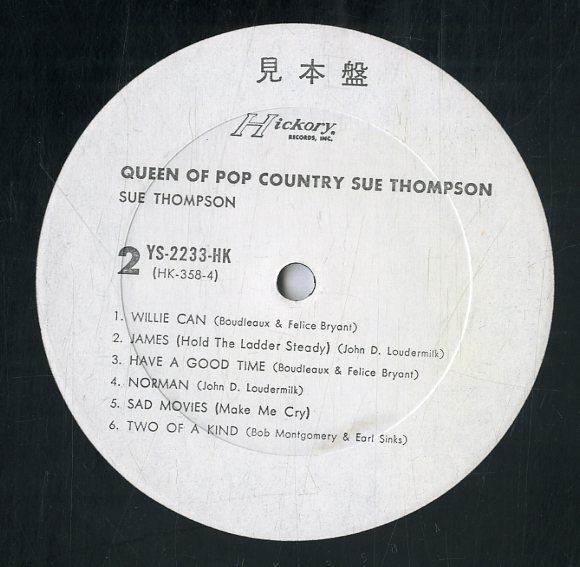 見本盤
Hickory
RECORDS, INC.
QUEEN OF POP COUNTRY SUE THOMPSON
SUE THOMPSON
2 YS-2233-HK
(HK-358-4)
1. WILLIE CAN (Boudleaux & Felice Bryant)
2. JAMES (Hold The Ladder Steady) (John D. Loudermilk)
3. HAVE A GOOD TIME (Boudleaux & Felice Bryant)
4. NORMAN (John D. Loudermilk)
5. SAD MOVIES (Make Me Cry)
6. TWO OF A KIND (Bob Montgomery & Earl Sinks)